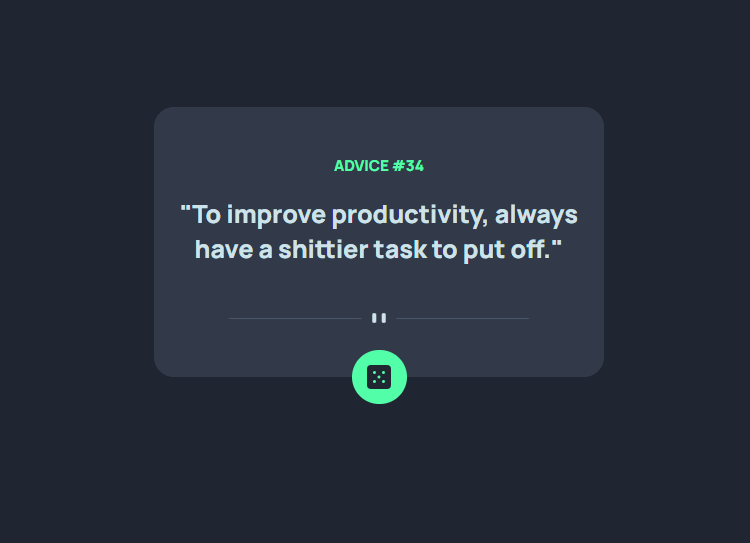 ADVICE #34
"To improve productivity, always
have a shittier task to put off."